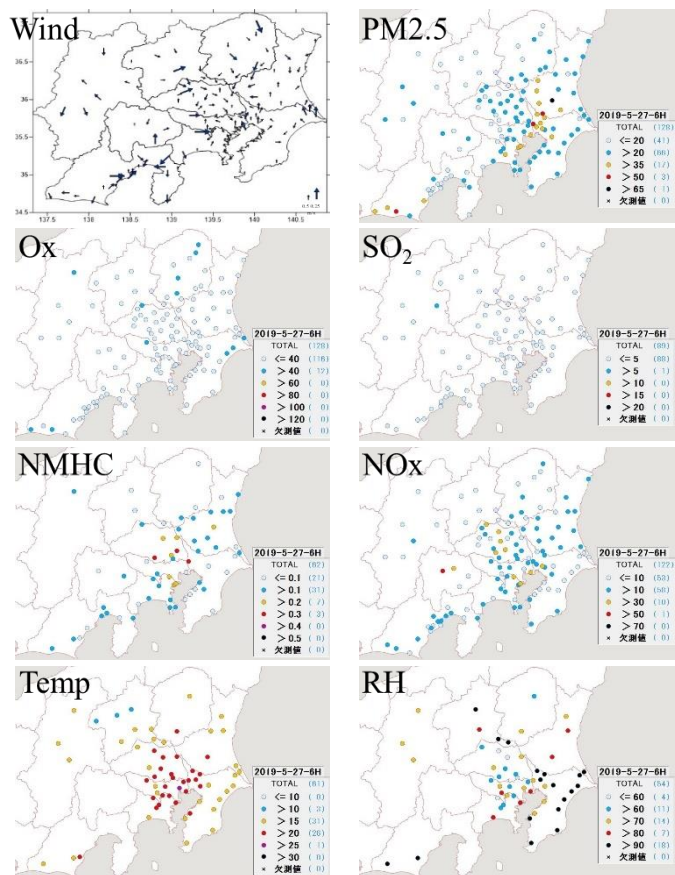 Wind
36.5
36
35.5
35
34.5
137.5 138 138.5 139 139.5 140 140.5
PM2.5
2019-5-27-6H
TOTAL (128)
<= 20 (41)
> 20 (66)
> 35 (17)
> 50 (3)
> 65 (1)
欠測値 (0)
Ox
2019-5-27-6H
TOTAL (128)
<= 40 (116)
> 40 (12)
> 60 (0)
> 80 (0)
> 100 (0)
> 120 (0)
欠測値 (0)
SO2
2019-5-27-6H
TOTAL (89)
<= 5 (88)
> 5 (1)
> 10 (0)
> 15 (0)
> 20 (0)
欠測値 (0)
NMHC
2019-5-27-6H
TOTAL (62)
<= 0.1 (21)
> 0.1 (31)
> 0.2 (7)
> 0.3 (3)
> 0.4 (0)
> 0.5 (0)
欠測値 (0)
NOx
2019-5-27-6H
TOTAL (122)
<= 10 (53)
> 10 (58)
> 30 (10)
> 50 (1)
> 70 (0)
欠測値 (0)
Temp
2019-5-27-6H
TOTAL (61)
<= 10 (0)
> 10 (3)
> 15 (31)
> 20 (26)
> 25 (1)
> 30 (0)
欠測値 (0)
RH
2019-5-27-6H
TOTAL (54)
<= 60 (4)
> 60 (11)
> 70 (14)
> 80 (7)
> 90 (18)
欠測値 (0)